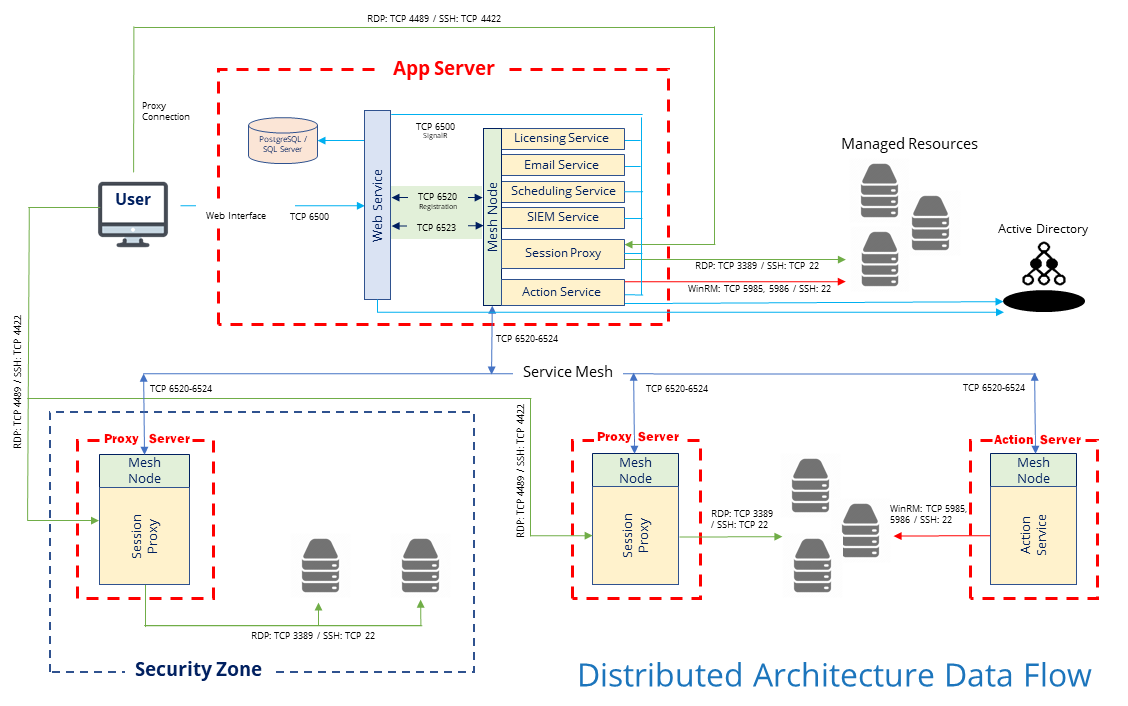 RDP: TCP 4489 / SSH: TCP 4422
App Server
Proxy
Connection
PostgreSQL /
SQL Server
TCP 6500
SignalR
Licensing Service
Email Service
Scheduling Service
SIEM Service
Session Proxy
Action Service
Web Service
Mesh Node
TCP 6520
Registration
TCP 6523
User
Web Interface
TCP 6500
Managed Resources
Active Directory
RDP: TCP 3389 / SSH: TCP 22
WinRM: TCP 5985, 5986 / SSH: 22
TCP 6520-6524
Service Mesh
RDP: TCP 4489 / SSH: TCP 4422
TCP 6520-6524
TCP 6520-6524
TCP 6520-6524
Proxy Server
Mesh
Node
Session
Proxy
RDP: TCP 3389 / SSH: TCP 22
Security Zone
RDP: TCP 4489 / SSH: TCP 4422
Proxy Server
Mesh
Node
Session
Proxy
RDP: TCP 3389
/ SSH: TCP 22
WinRM: TCP 5985,
5986 / SSH: 22
Action Server
Mesh
Node
Action
Service
Distributed Architecture Data Flow